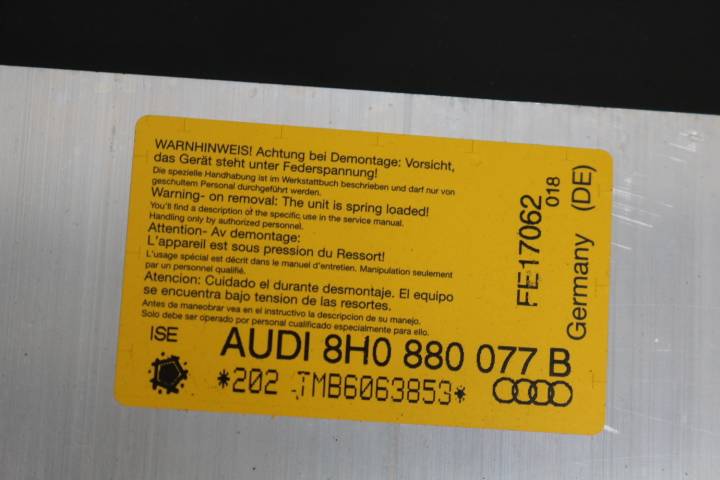 WARNHINWEIS! Achtung bei Demontage: Vorsicht,
das Gerät steht unter Federspannung!
Die spezielle Handhabung ist im Werkstattbuch beschrieben und darf nur von
geschultem Personal durchgeführt werden.
Warning- on removal: The unit is spring loaded!
You'll find a description of the specific use in the service manual.
Handling only by authorized personnel.
Attention- Av demontage:
L'appareil est sous pression du Ressort!
L'usage spécial est décrit dans le manuel d'entretien. Manipulation seulement
par un personnel qualifié.
Atencion: Cuidado el durante desmontaje. El equipo
se encuentra bajo tension de las resortes.
Antes de maneobrar vea en el instructivo la descripcion de su manejo.
Solo debe ser operado por personal cualificado especialmente para ello.
FE17062
018
Germany (DE)
ISE
AUDI 8H0 880 077 B
*202 TMB6063853*